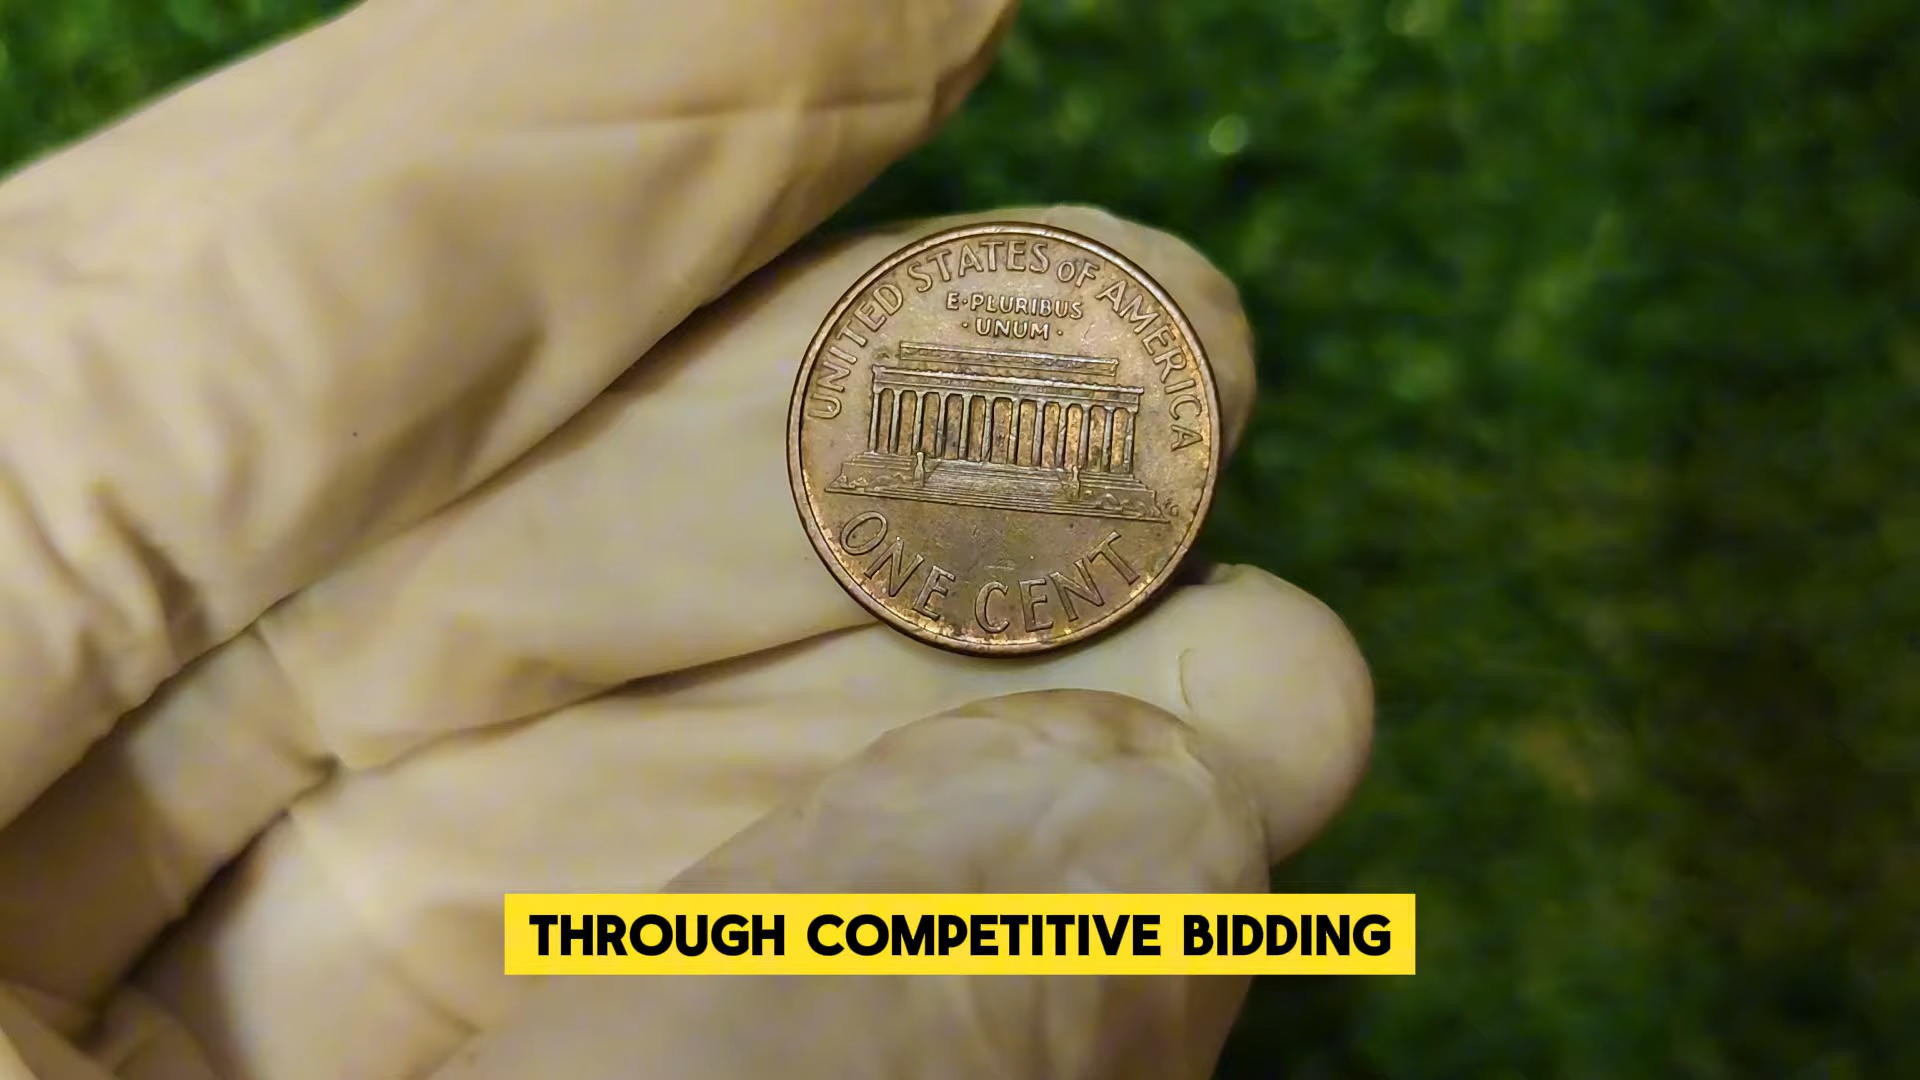 UNITED STATES OF AMERICA
E·PLURIBUS
·UNUM·
ONE CENT
THROUGH COMPETITIVE BIDDING